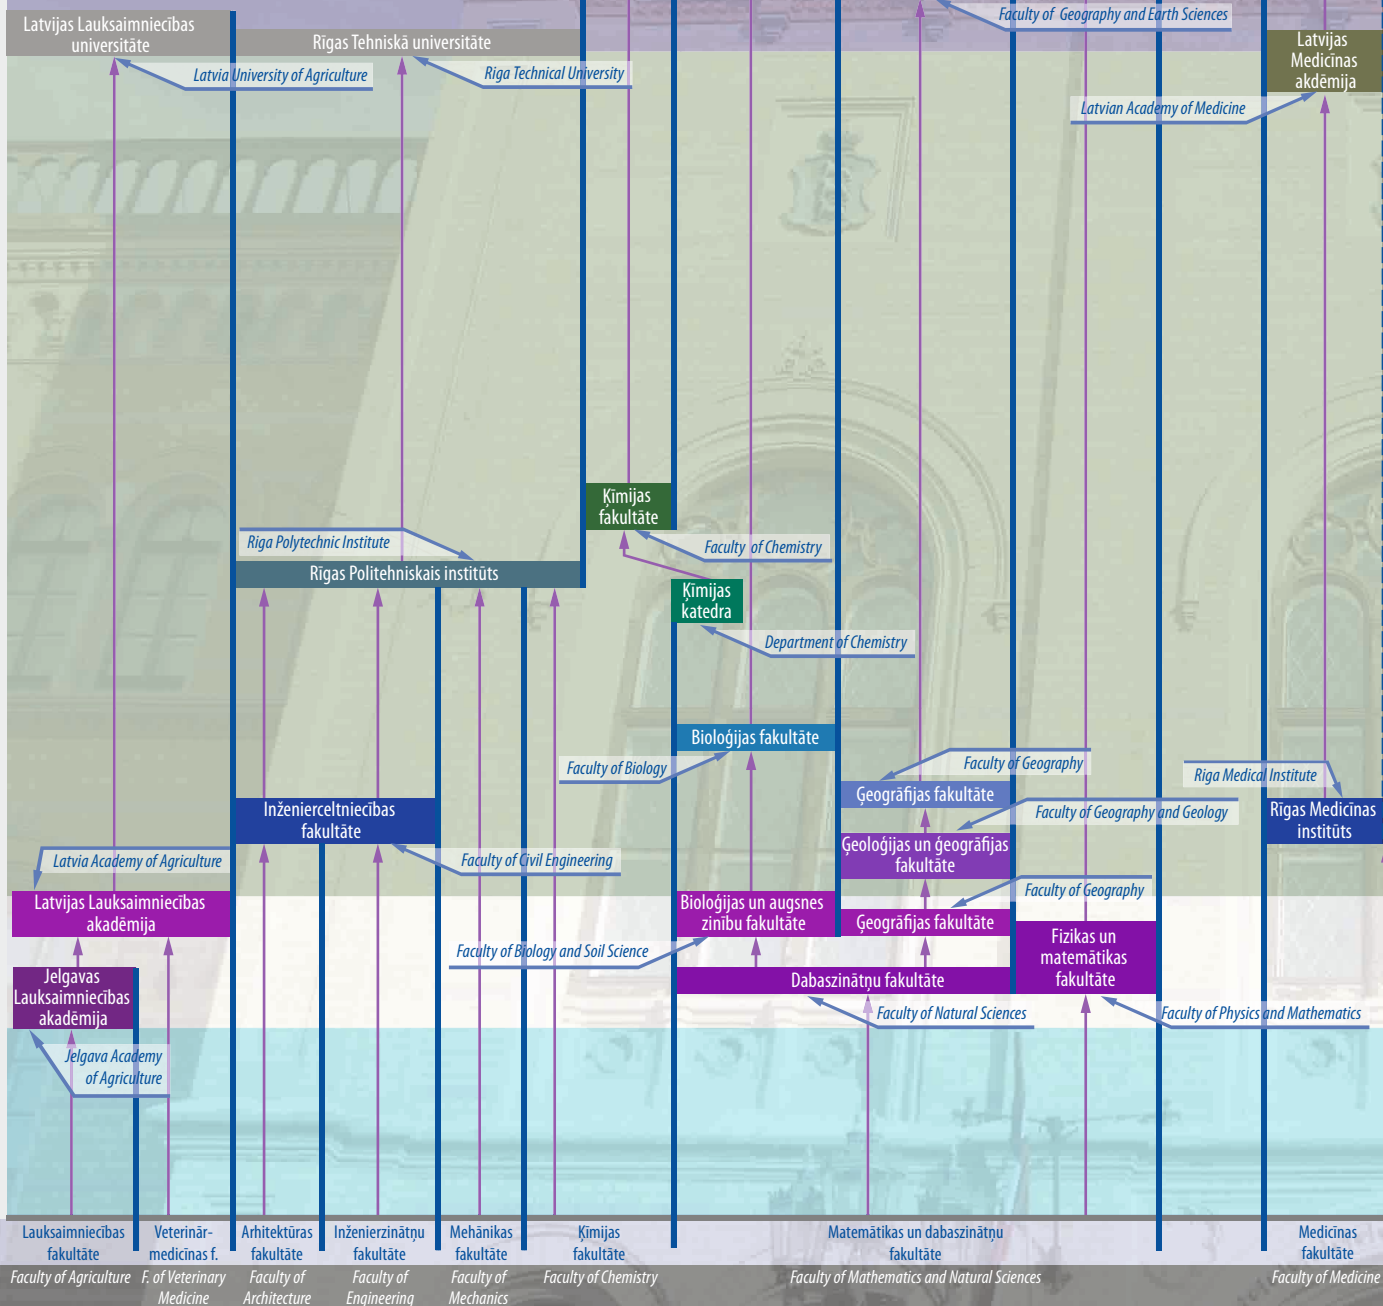 Faculty of Geography and Earth Sciences
Latvijas Lauksaimniecības
universitāte
Rīgas Tehniskā universitāte
Latvijas
Medicīnas
akdēmija
Latvia University of Agriculture
Riga Technical University
Latvian Academy of Medicine
Ķīmijas
fakultāte
Riga Polytechnic Institute
Faculty of Chemistry
Rīgas Politehniskais institūts
Ķīmijas
katedra
Department of Chemistry
Bioloģijas fakultāte
Faculty of Biology
Faculty of Geography
Riga Medical Institute
Ģeogrāfijas fakultāte
Inženierceltniecības
fakultāte
Faculty of Geography and Geology
Rīgas Medicīnas
institūts
Ģeoloģijas un ģeogrāfijas
fakultāte
Latvia Academy of Agriculture
Faculty of Civil Engineering
Faculty of Geography
Latvijas Lauksaimniecības
akadēmija
Bioloģijas un augsnes
zinību fakultāte
Ģeogrāfijas fakultāte
Fizikas un
matemātikas
fakultāte
Faculty of Biology and Soil Science
Jelgavas
Lauksaimniecības
akadēmija
Dabaszinātņu fakultāte
Faculty of Natural Sciences
Faculty of Physics and Mathematics
Jelgava Academy
of Agriculture
Lauksaimniecības
fakultāte
Veterinār-
medicīnas f.
Arhitektūras
fakultāte
Inženierzinātņu
fakultāte
Mehānikas
fakultāte
Ķīmijas
fakultāte
Matemātikas un dabaszinātņu
fakultāte
Medicīnas
fakultāte
Faculty of Agriculture
F. of Veterinary
Medicine
Faculty of
Architecture
Faculty of
Engineering
Faculty of
Mechanics
Faculty of Chemistry
Faculty of Mathematics and Natural Sciences
Faculty of Medicine